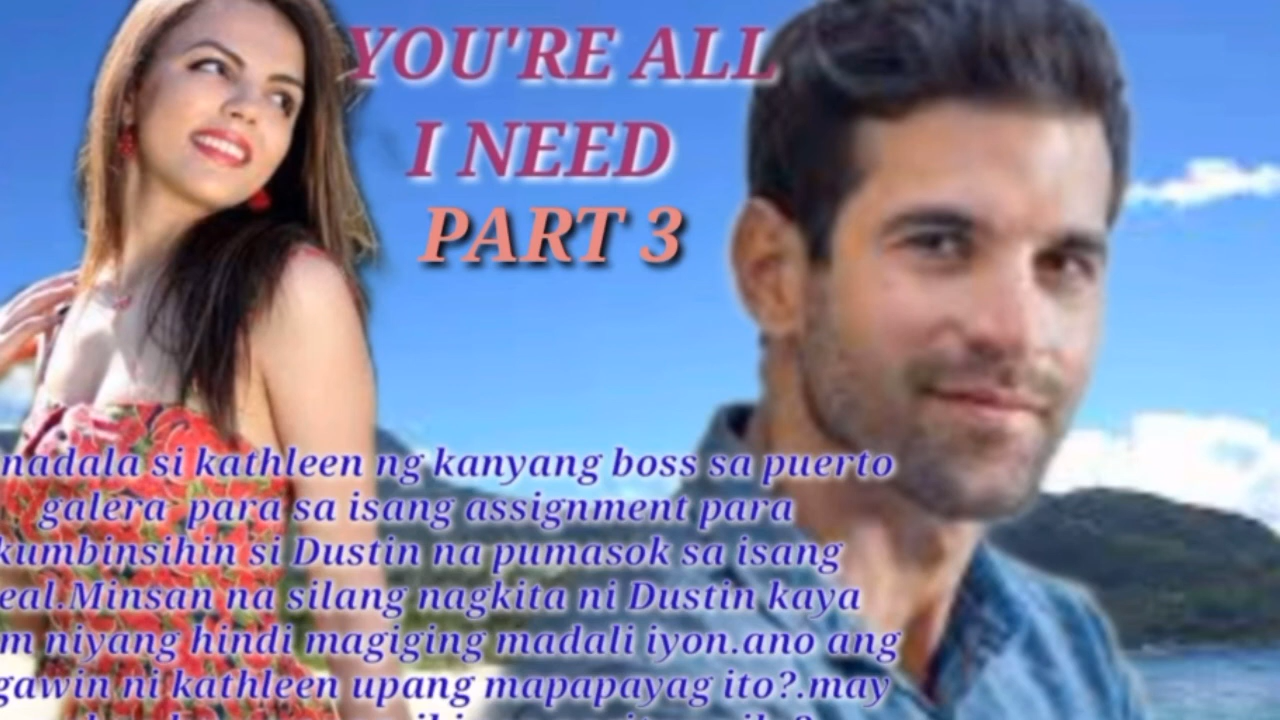 YOU'RE ALL
I NEED
PART 3
nadala si kathleen ng kanyang boss sa puerto
galera para sa isang assignment para
kumbinsihin si Dustin na pumasok sa isang
eal.Minsan na silang nagkita ni Dustin kaya
m niyang hindi magiging madali iyon.ano ang
gawin ni kathleen upang mapapayag ito?.may